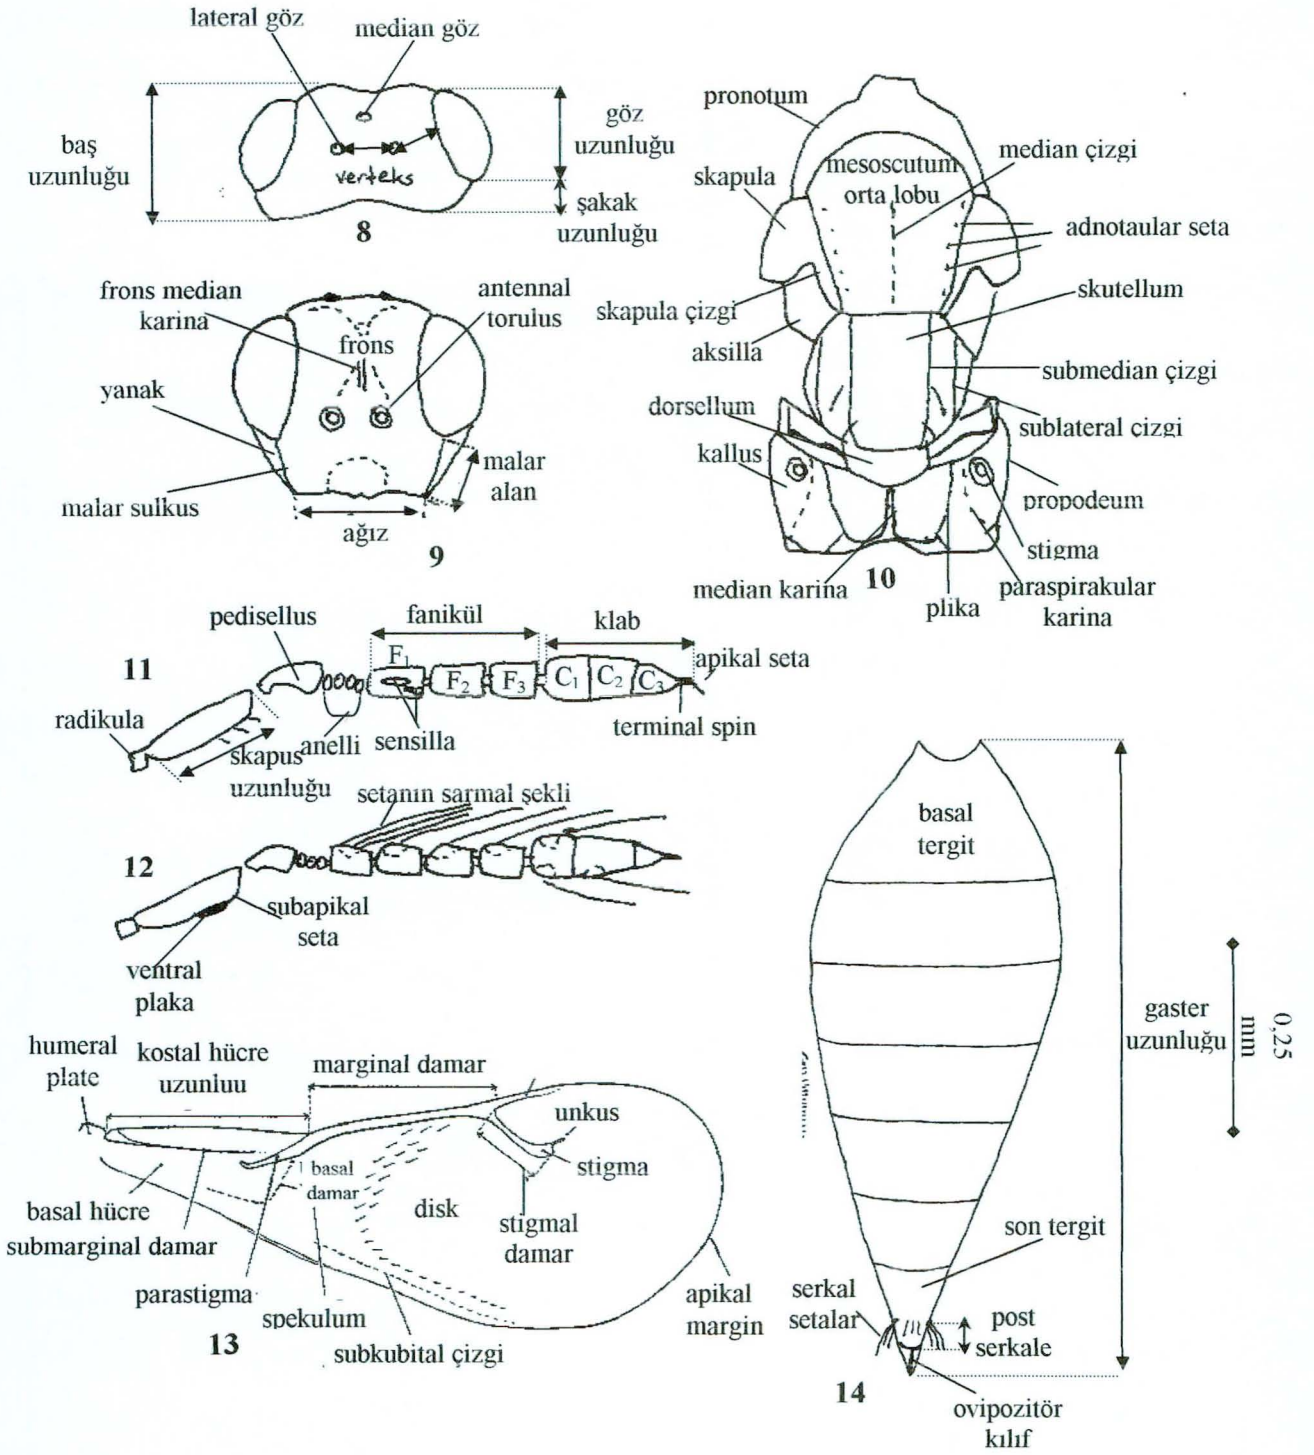 lateral göz
median göz
baş
uzunluğu
göz
uzunluğu
verteks
şakak
uzunluğu
8
frons median
karina
antennal
torulus
frons
yanak
malar
alan
malar sulkus
ağız
9
pronotum
mesoscutum
orta lobu
median çizgi
skapula
adnotaular seta
skutellum
skapula çizgi
aksilla
submedian çizgi
dorsellum
sublateral çizgi
kallus
propodeum
stigma
median karina
10
plika
paraspirakular
karina
pedisellus
fanikül
klab
11
F1
F2
F3
C1
C2
C3
apikal seta
radikula
terminal spin
skapus
uzunluğu
anelli
sensilla
setanın sarmal şekli
12
subapikal
seta
ventral
plaka
humeral
plate
kostal hücre
uzunluu
marginal damar
unkus
stigma
basal
damar
disk
basal hücre
submarginal damar
stigmal
damar
parastigma
spekulum
subkubital çizgi
apikal
margin
13
basal
tergit
gaster
uzunluğu
0,25
mm
son tergit
serkal
setalar
post
serkale
14
ovipozitör
kılıf